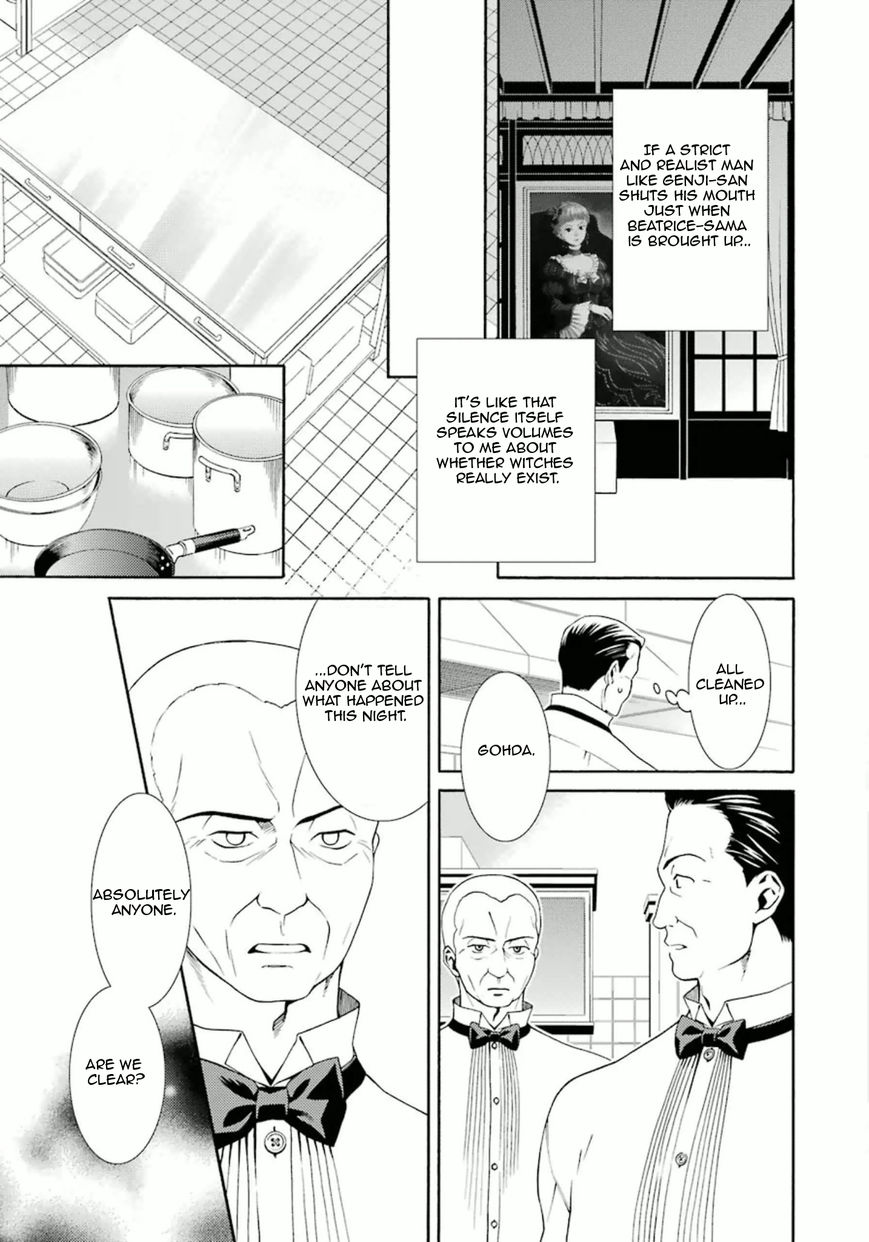 IF A STRICT
AND REALIST MAN
LIKE GENJI-SAN
SHUTS HIS MOUTH
JUST WHEN
BEATRICE-SAMA
IS BROUGHT UP...
IT'S LIKE THAT
SILENCE ITSELF
SPEAKS VOLUMES
TO ME ABOUT
WHETHER WITCHES
REALLY EXIST.
ALL
CLEANED
UP...
GOHDA.
...DON'T TELL
ANYONE ABOUT
WHAT HAPPENED
THIS NIGHT.
ABSOLUTELY
ANYONE.
ARE WE
CLEAR?